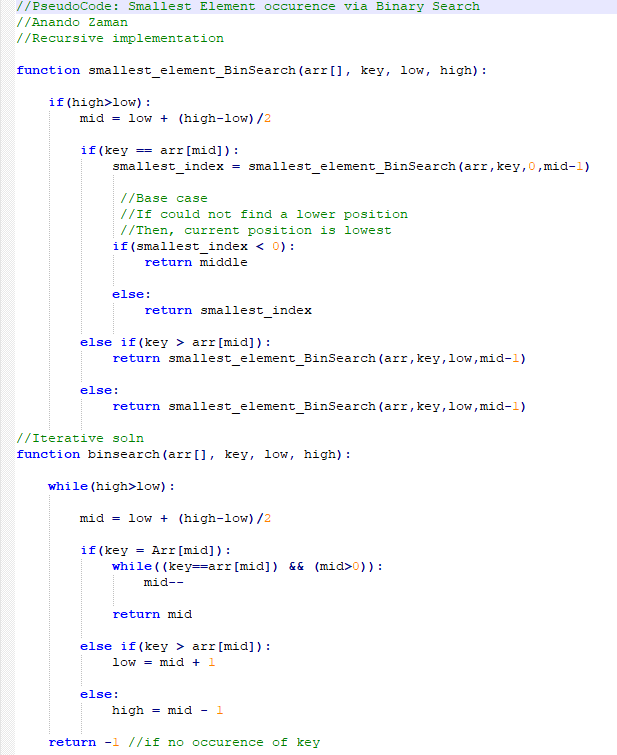 //PseudoCode: Smallest Element occurence via Binary Search
//Anando Zaman
//Recursive implementation
function smallest_element_BinSearch(arr[], key, low, high):
if(high>low):
mid = low + (high-low)/2
if(key == arr[mid]):
smallest_index = smallest_element_BinSearch(arr,key,0,mid-1)
//Base case
//If could not find a lower position
//Then, current position is lowest
if(smallest_index < 0):
return middle
else:
return smallest_index
else if(key > arr[mid]):
return smallest_element_BinSearch(arr,key,low,mid-1)
else:
return smallest_element_BinSearch(arr,key,low,mid-1)
//Iterative soln
function binsearch(arr[], key, low, high):
while(high>low):
mid = low + (high-low)/2
if(key = Arr[mid]):
while((key==arr[mid]) && (mid>0)):
mid--
return mid
else if(key > arr[mid]):
low = mid + 1
else:
high = mid - 1
return -1 //if no occurence of key